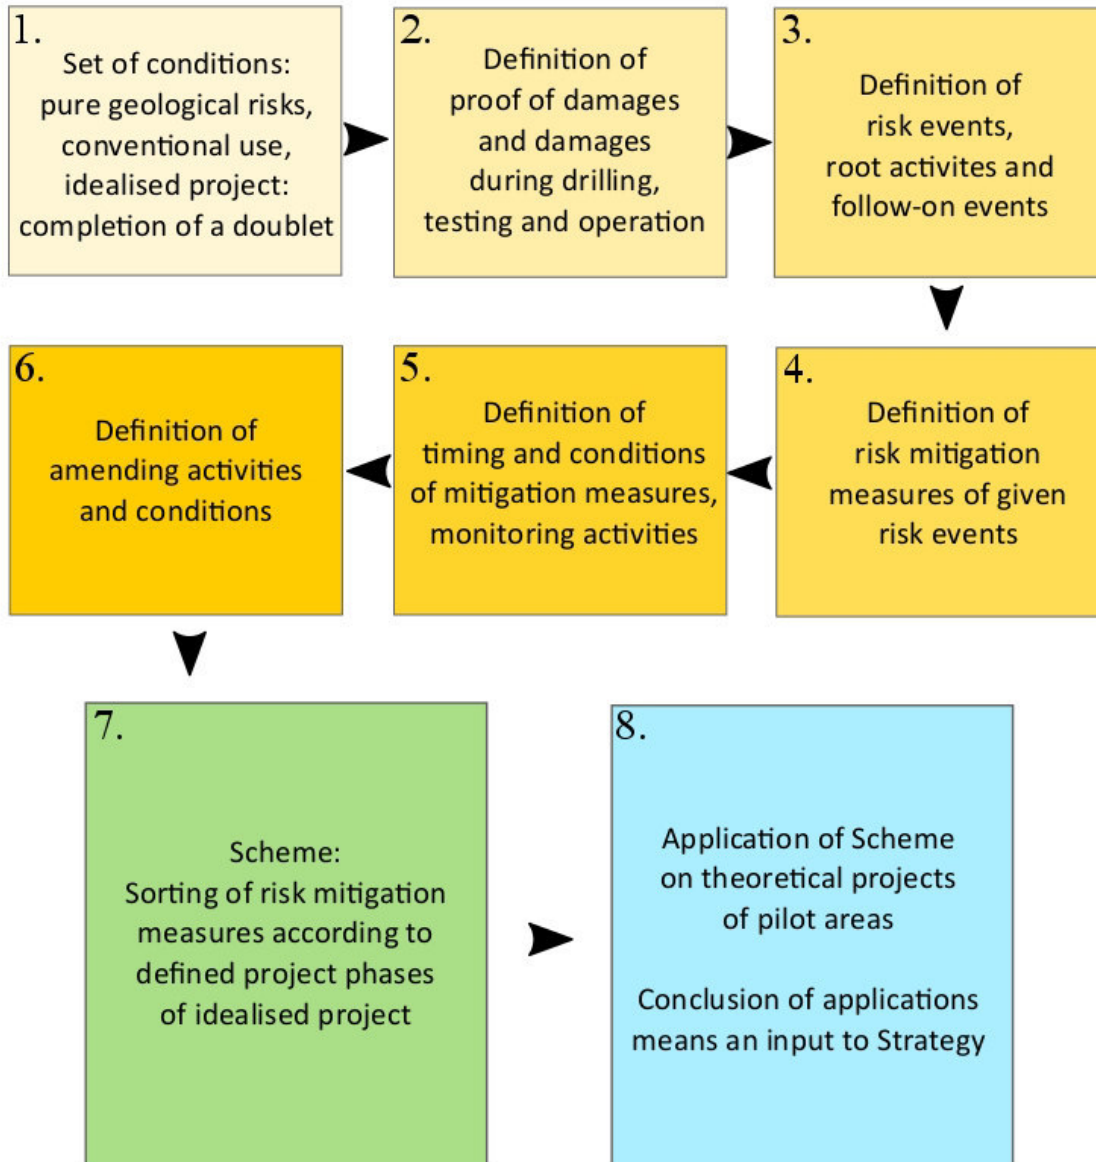 1.
Set of conditions:
pure geological risks,
conventional use,
idealised project:
completion of a doublet
2.
Definition of
proof of damages
and damages
during drilling,
testing and operation
3.
Definition of
risk events,
root activites and
follow-on events
4.
Definition of
risk mitigation
measures of given
risk events
5.
Definition of
timing and conditions
of mitigation measures,
monitoring activities
6.
Definition of
amending activities
and conditions
7.
Scheme:
Sorting of risk mitigation
measures according to
defined project phases
of idealised project
8.
Application of Scheme
on theoretical projects
of pilot areas
Conclusion of applications
means an input to Strategy